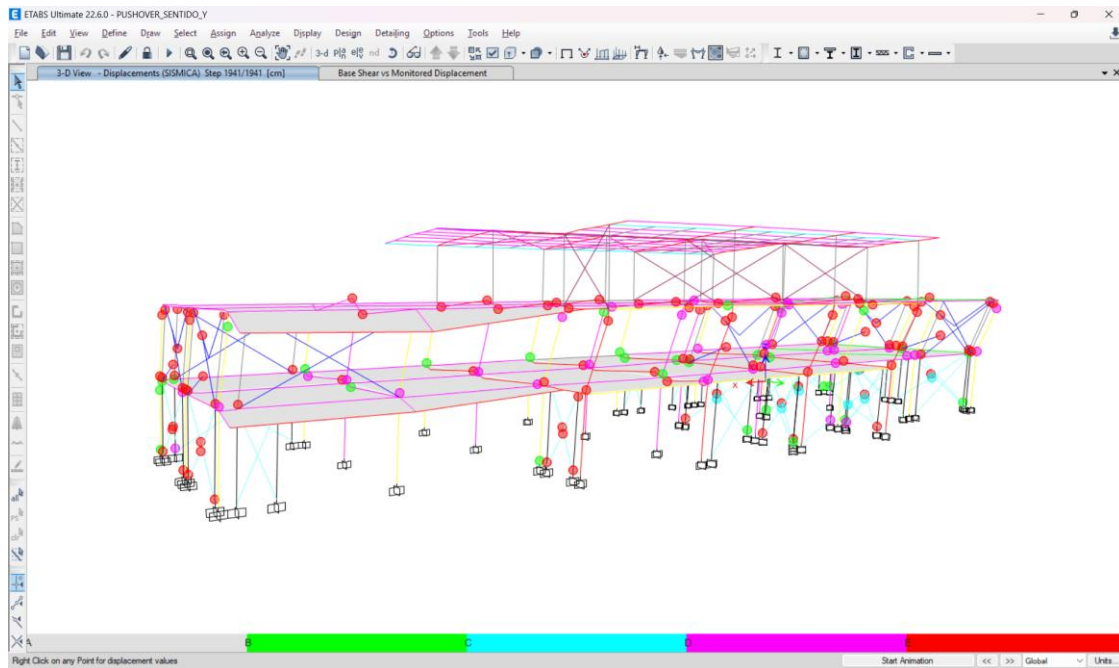 ETABS Ultimate 22.6.0 - PUSHOVER_SENTIDO_Y
File Edit View Define Draw Select Assign Analyze Display Design Detailing Options Tools Help
3-d nd
3-D View - Displacements (SISMICA) Step 1941/1941 [cm] Base Shear vs Monitored Displacement
X
A B C D E
Right Click on any Point for displacement values Start Animation << >> Global Units